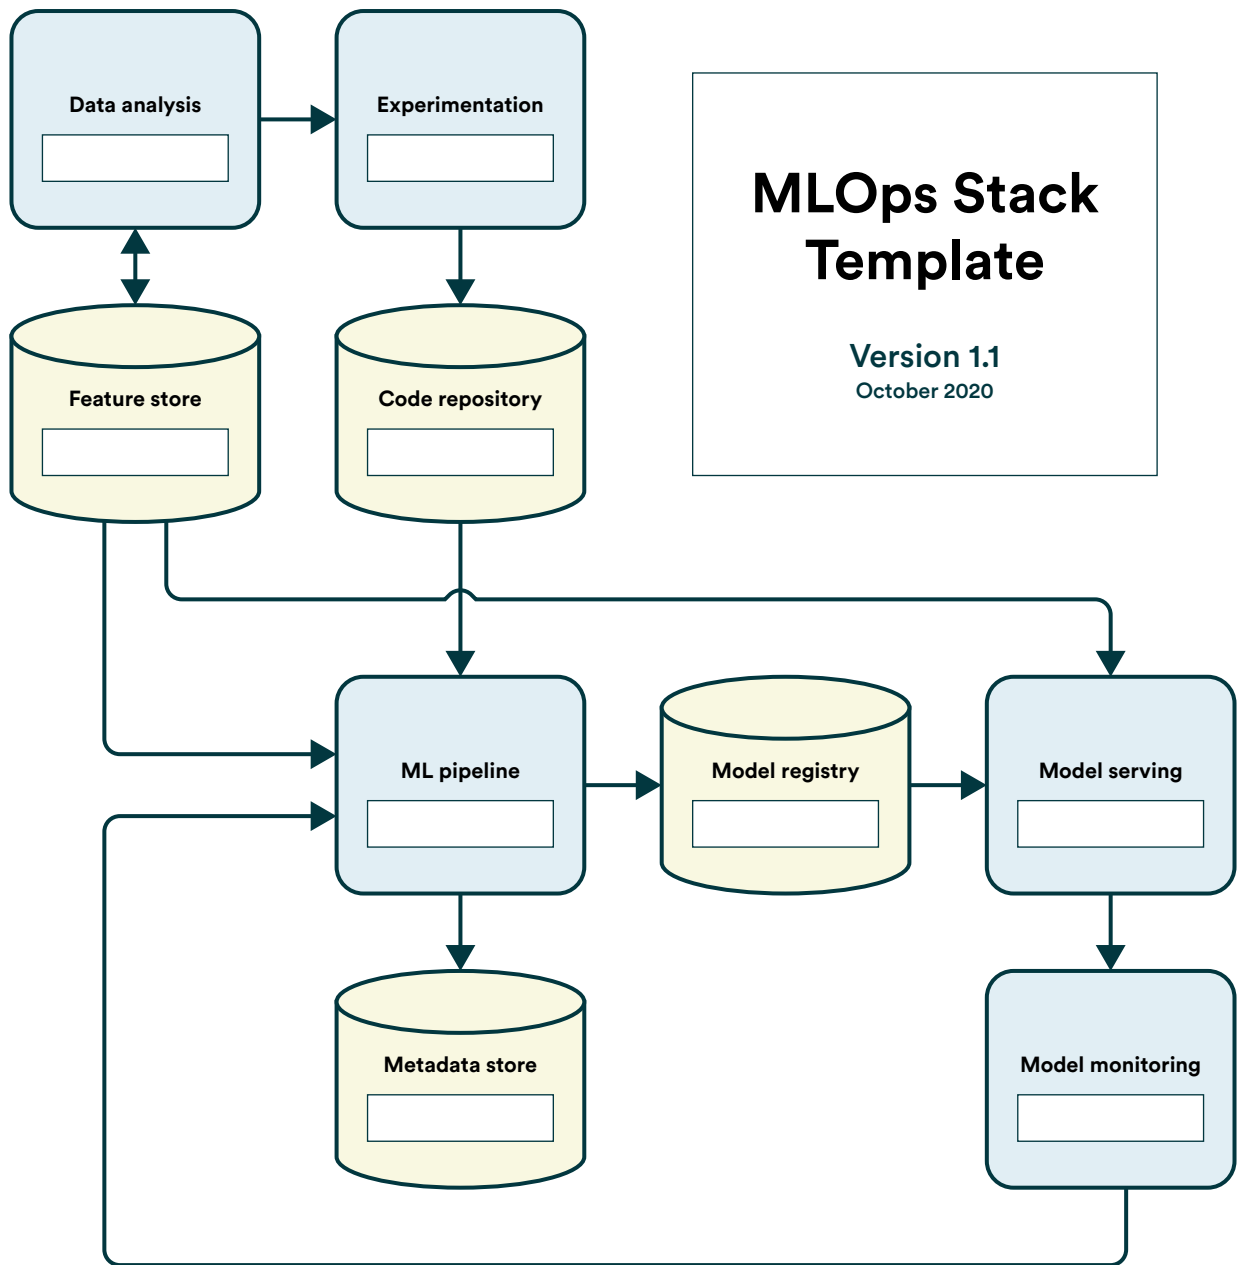 Data analysis
Experimentation
MLOps Stack
Template
Version 1.1
October 2020
Feature store
Code repository
ML pipeline
Model registry
Model serving
Metadata store
Model monitoring